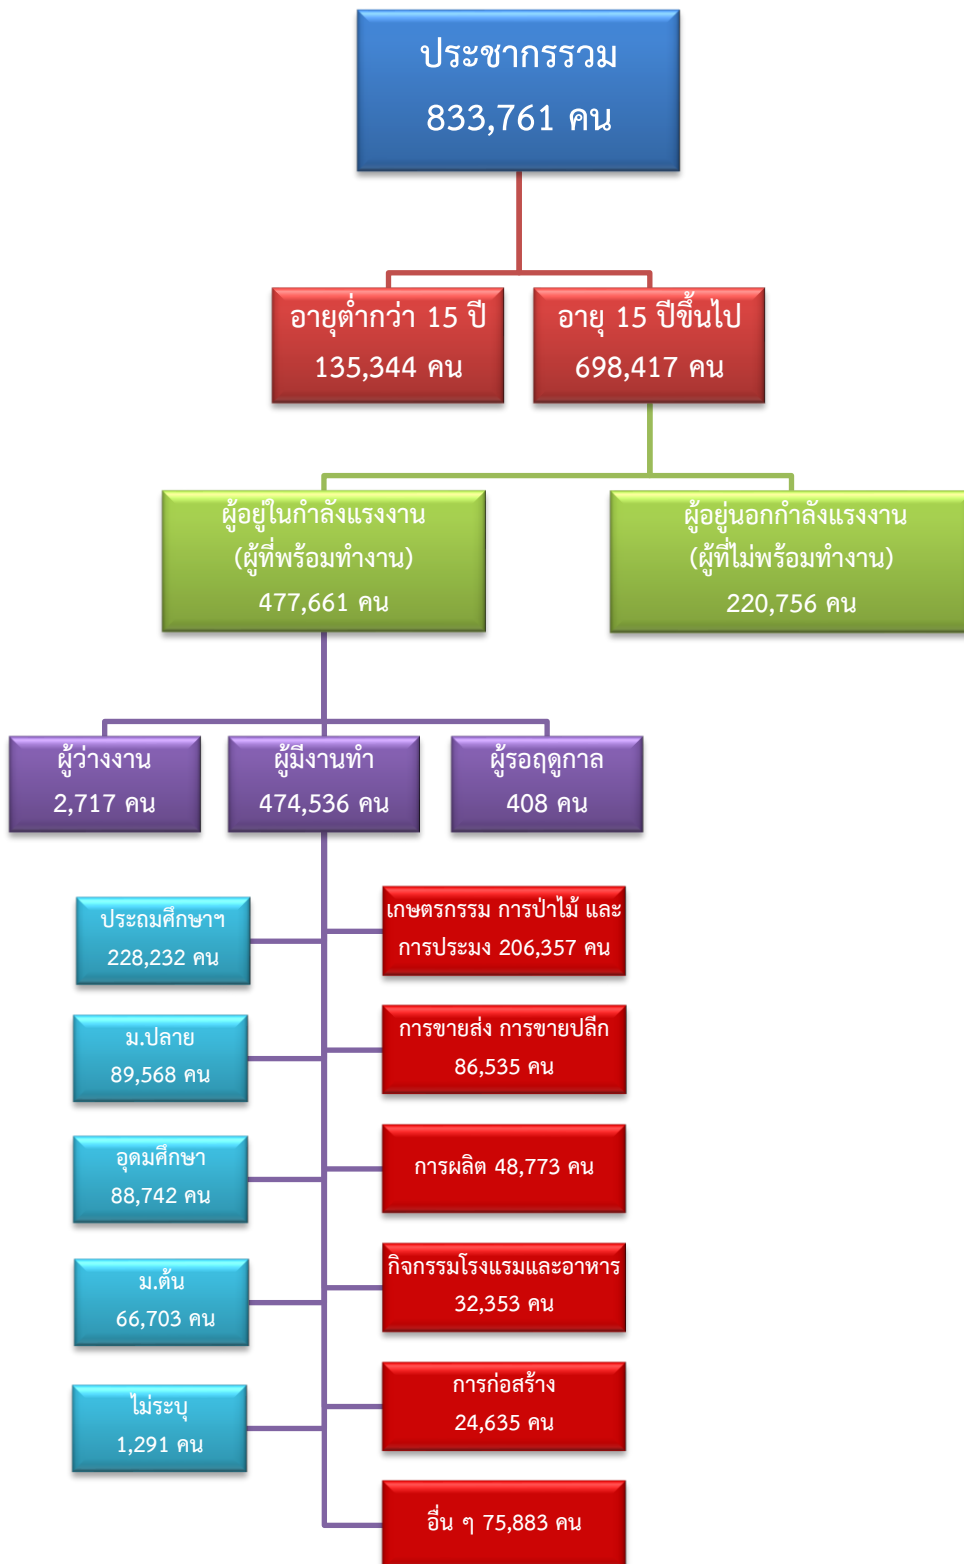 ประชากรรวม
833,761 คน
อายุต่ำกว่า 15 ปี
135,344 คน
อายุ 15 ปีขึ้นไป
698,417 คน
ผู้อยู่ในกำลังแรงงาน
(ผู้ที่พร้อมทำงาน)
477,661 คน
ผู้อยู่นอกกำลังแรงงาน
(ผู้ที่ไม่พร้อมทำงาน)
220,756 คน
ผู้ว่างงาน
2,717 คน
ผู้มีงานทำ
474,536 คน
ผู้รอฤดูกาล
408 คน
ประถมศึกษาฯ
228,232 คน
ม.ปลาย
89,568 คน
อุดมศึกษา
88,742 คน
ม.ต้น
66,703 คน
ไม่ระบุ
1,291 คน
เกษตรกรรม การป่าไม้ และ
การประมง 206,357 คน
การขายส่ง การขายปลีก
86,535 คน
การผลิต 48,773 คน
กิจกรรมโรงแรมและอาหาร
32,353 คน
การก่อสร้าง
24,635 คน
อื่น ๆ 75,883 คน